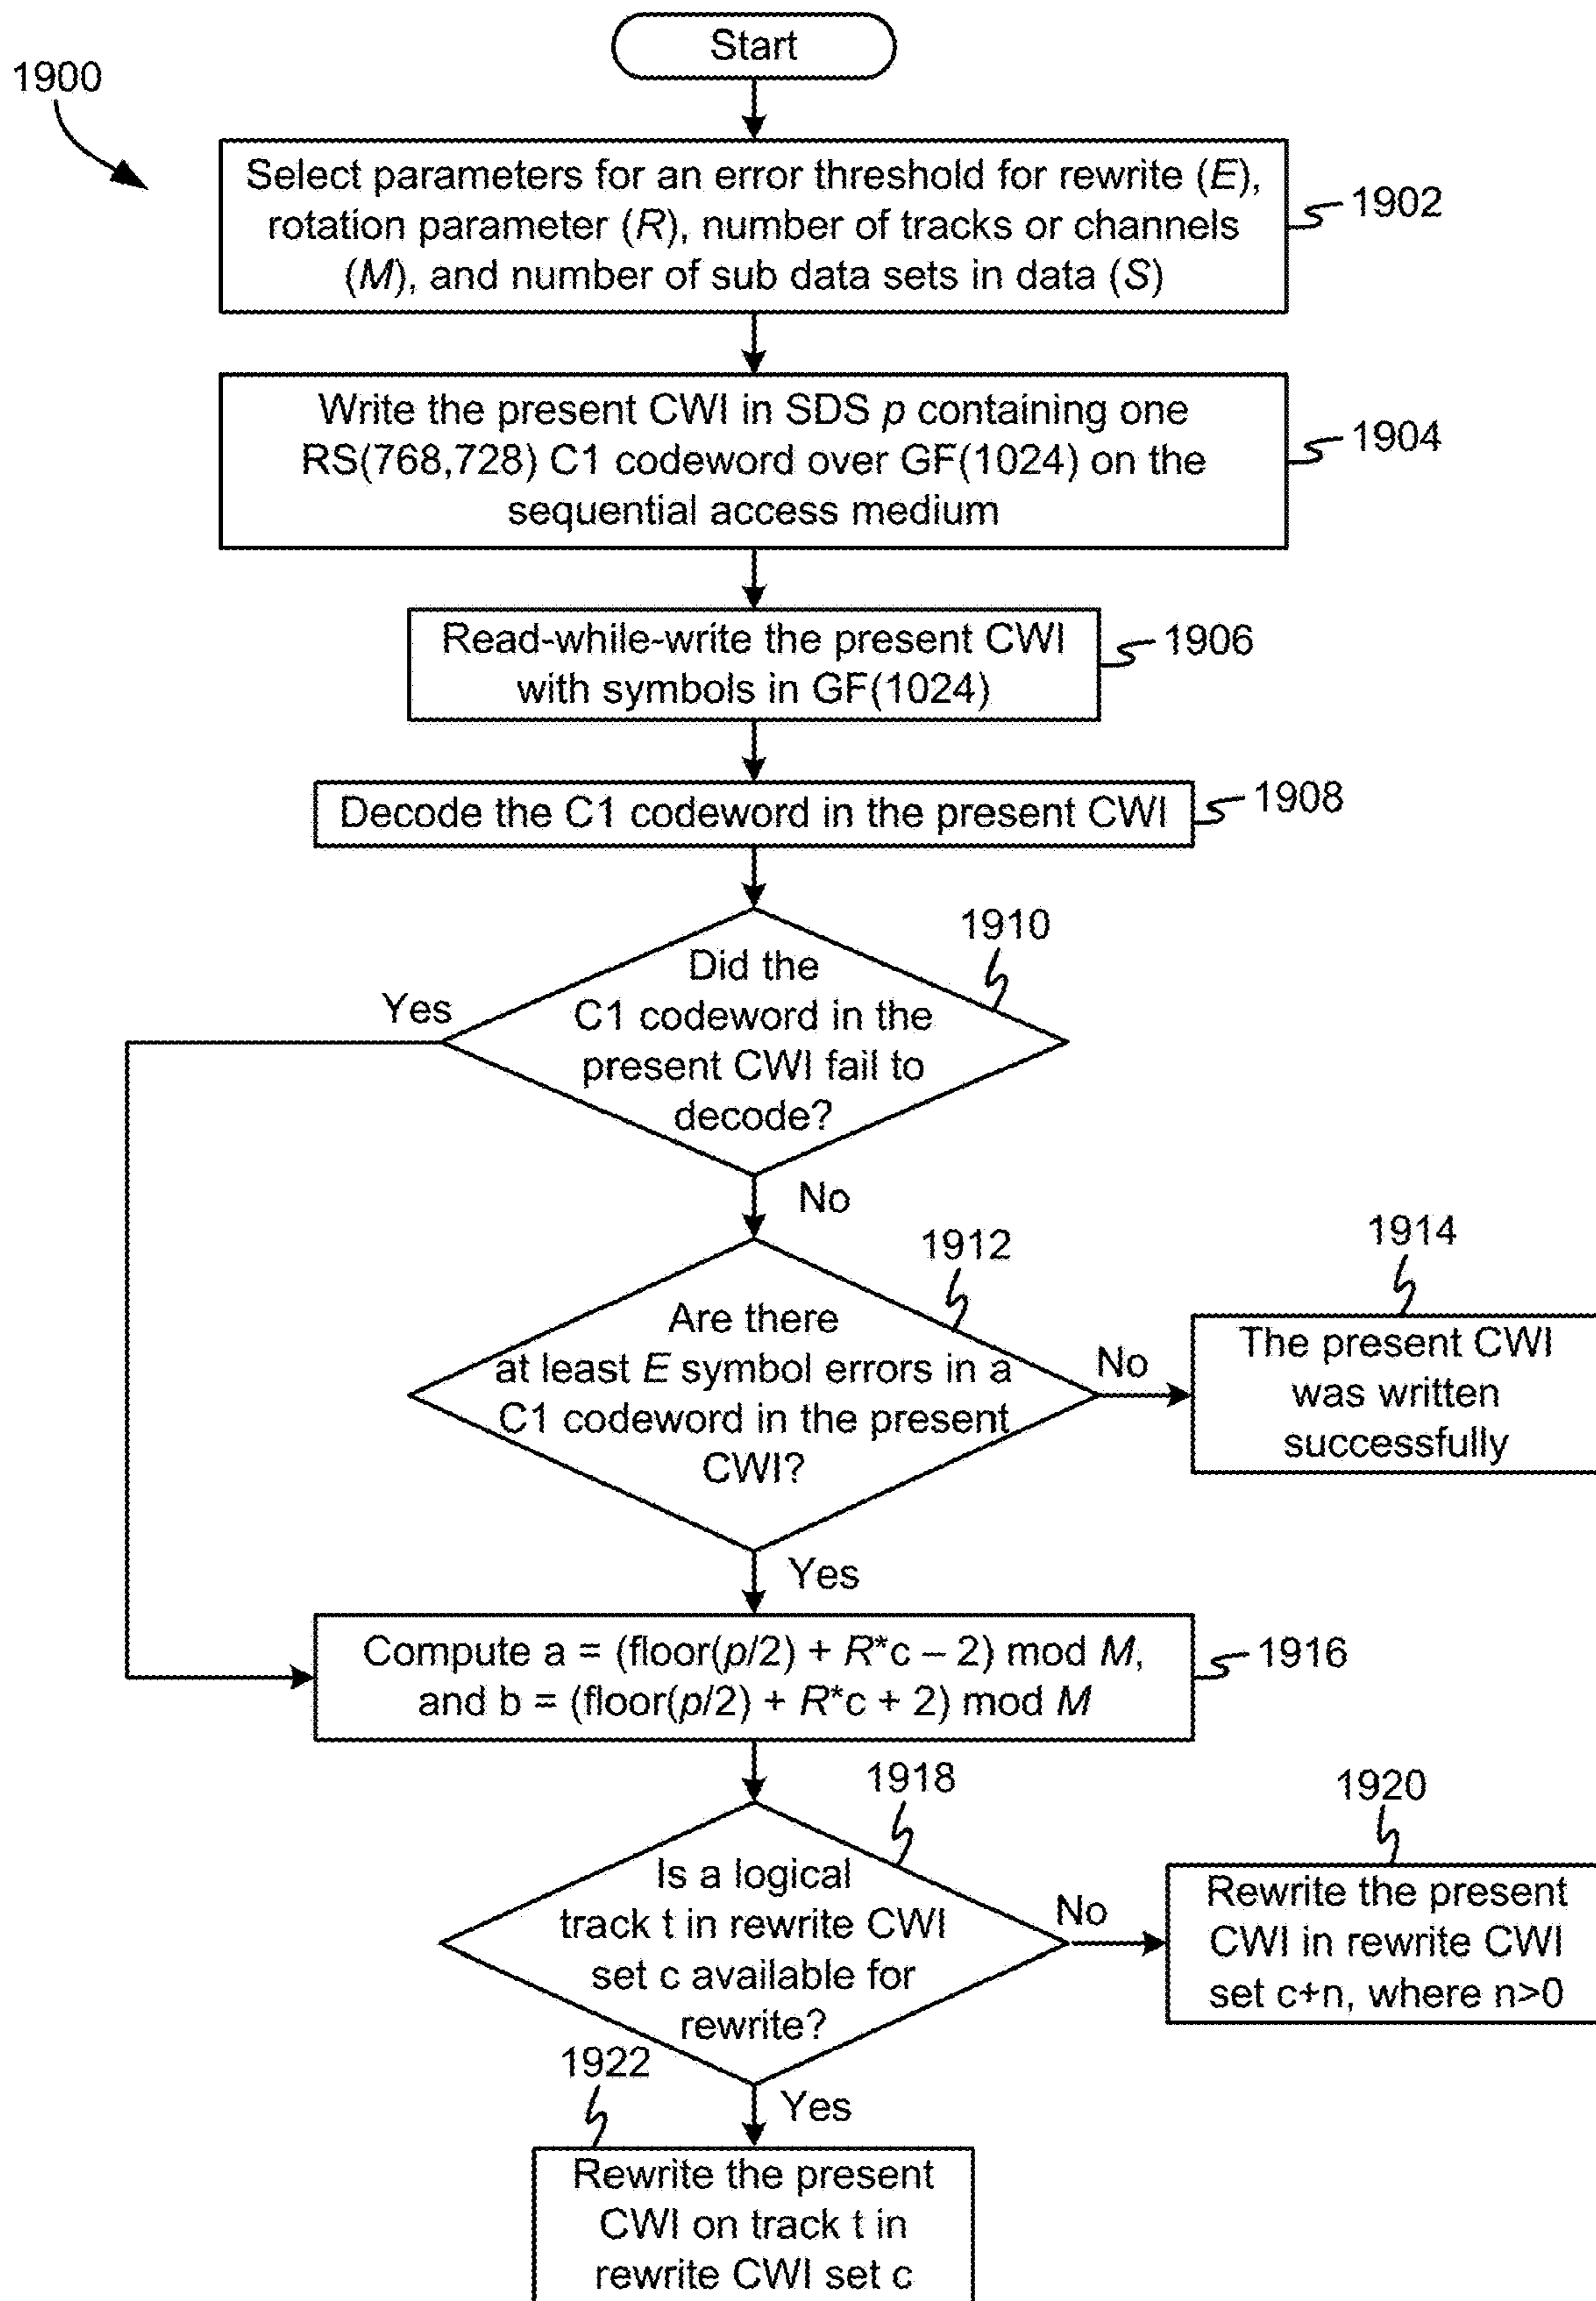 Start
1900
Select parameters for an error threshold for rewrite (E),
rotation parameter (R), number of tracks or channels
(M), and number of sub data sets in data (S)
1902
Write the present CWI in SDS p containing one
RS(768,728) C1 codeword over GF(1024) on the
sequential access medium
1904
Read-while-write the present CWI
with symbols in GF(1024)
1906
Decode the C1 codeword in the present CWI
1908
1910
Did the
C1 codeword in the
present CWI fail to
decode?
Yes
No
1912
Are there
at least E symbol errors in a
C1 codeword in the present
CWI?
No
1914
The present CWI
was written
successfully
Yes
Compute a = (floor(p/2) + R*c – 2) mod M,
and b = (floor(p/2) + R*c + 2) mod M
1916
1918
Is a logical
track t in rewrite CWI
set c available for
rewrite?
No
1920
Rewrite the present
CWI in rewrite CWI
set c+n, where n>0
1922
Yes
Rewrite the present
CWI on track t in
rewrite CWI set c